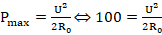 P_max = U²/2R₀ ⇔ 100 = U²/2R₀